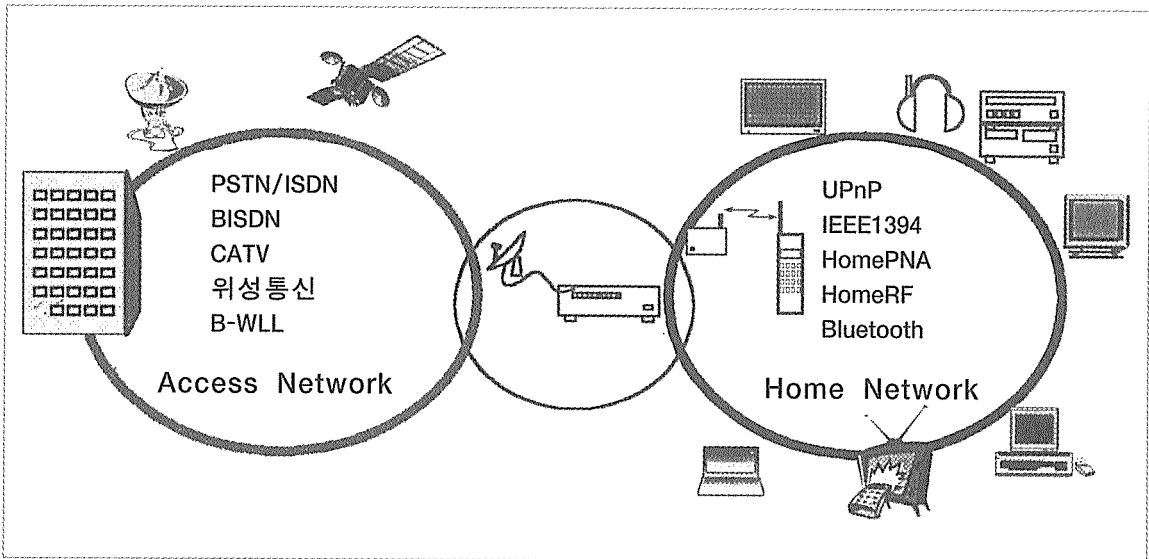 PSTN/ISDN
BISDN
CATV
위성통신
B-WLL
Access Network
UPnP
IEEE1394
HomePNA
HomeRF
Bluetooth
Home Network